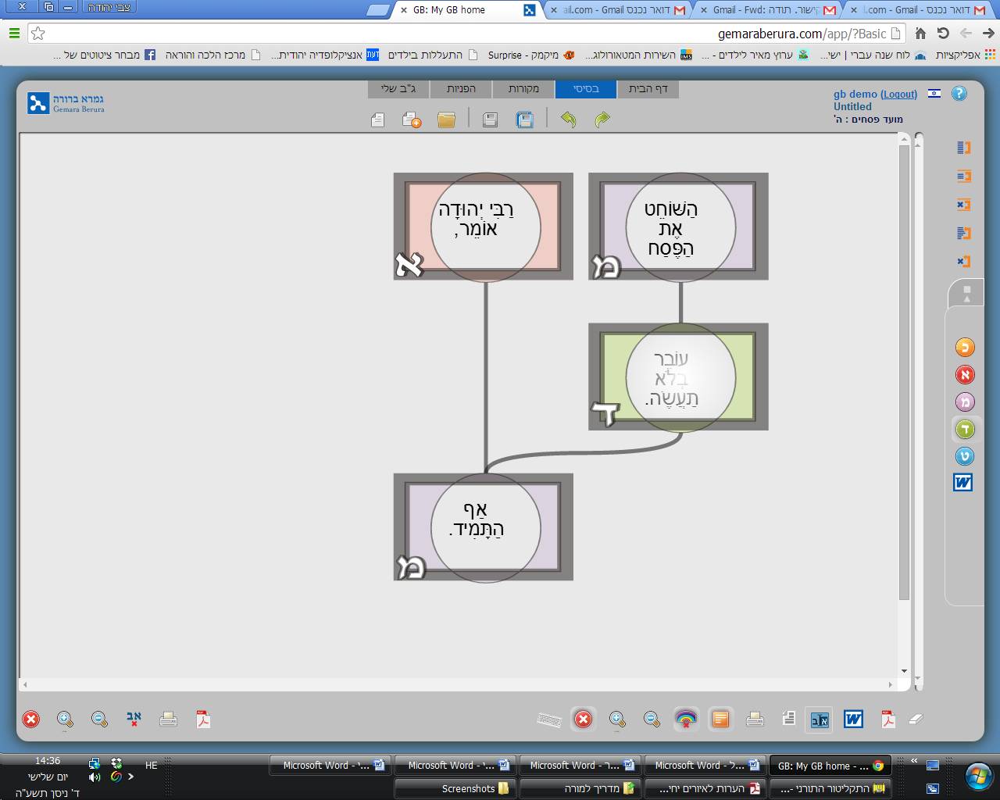 צבי יהודה
GB: My GB home
דואר נכנס - ail.com - Gmail
Gmail - Fwd: קישור. תודה
דואר נכנס - l.com - Gmail
gemaraberura.com/app/?Basic
אפליקציות
לוח שנה עברי | ישי...
ערוץ מאיר לילדים - ...
השירות המטאורולוג...
מיקמק - Surprise
התעללות בילדים
דעת
אנציקלופדיה יהודית...
מרכז הלכה והוראה
מבחר ציטוטים של ...
גמרא ברורה
Gemara Berura
דף הבית
בסיסי
מקורות
הפניות
ג"ב שלי
gb demo (Logout)
Untitled
מועד פסחים : ה'
הַשּׁוֹחֵט
אֶת
הַפֶּסַח
מ
רַבִּי יְהוּדָה
אוֹמֵר,
א
עוֹבֵר
בְּלֹא
תַעֲשֶׂה.
ד
אַף
הַתָּמִיד.
מ
כ
א
מ
ד
ט
W
אב
אב
W
14:36
יום שלישי
ד' ניסן תשע"ה
HE
Microsoft Word - י...
Microsoft Word - י...
Microsoft Word - ר...
Microsoft Word - ל...
GB: My GB home - ...
Screenshots
מדריך למורה
הערות לאיורים יחי...
התקליטור התורני -...